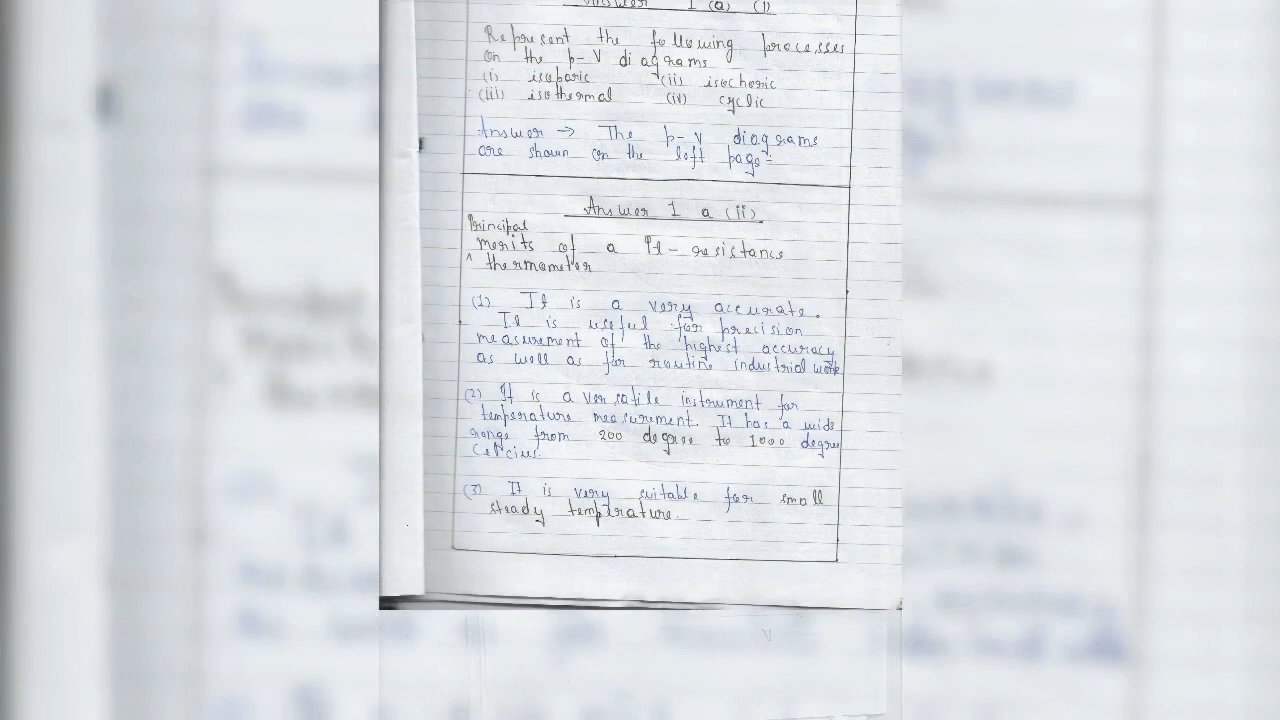 Answer 1 (a) (i)
Represent the following processes
on the p-V diagrams
(i) isobaric (ii) isochoric
(iii) isothermal (iv) cyclic
Answer → The p-V diagrams
are shown on the left page =
Answer 1 a (ii)
Principal
^ merits of a Pt - resistance
thermometer
(1) It is a very accurate.
It is useful for precision
measurement of the highest accuracy
as well as for routine industrial work
(2) It is a versatile instrument for
temperature measurement. It has a wide
range from 200 degree to 1000 degree
Celcius.
(3) It is very suitable for small
steady temperature.